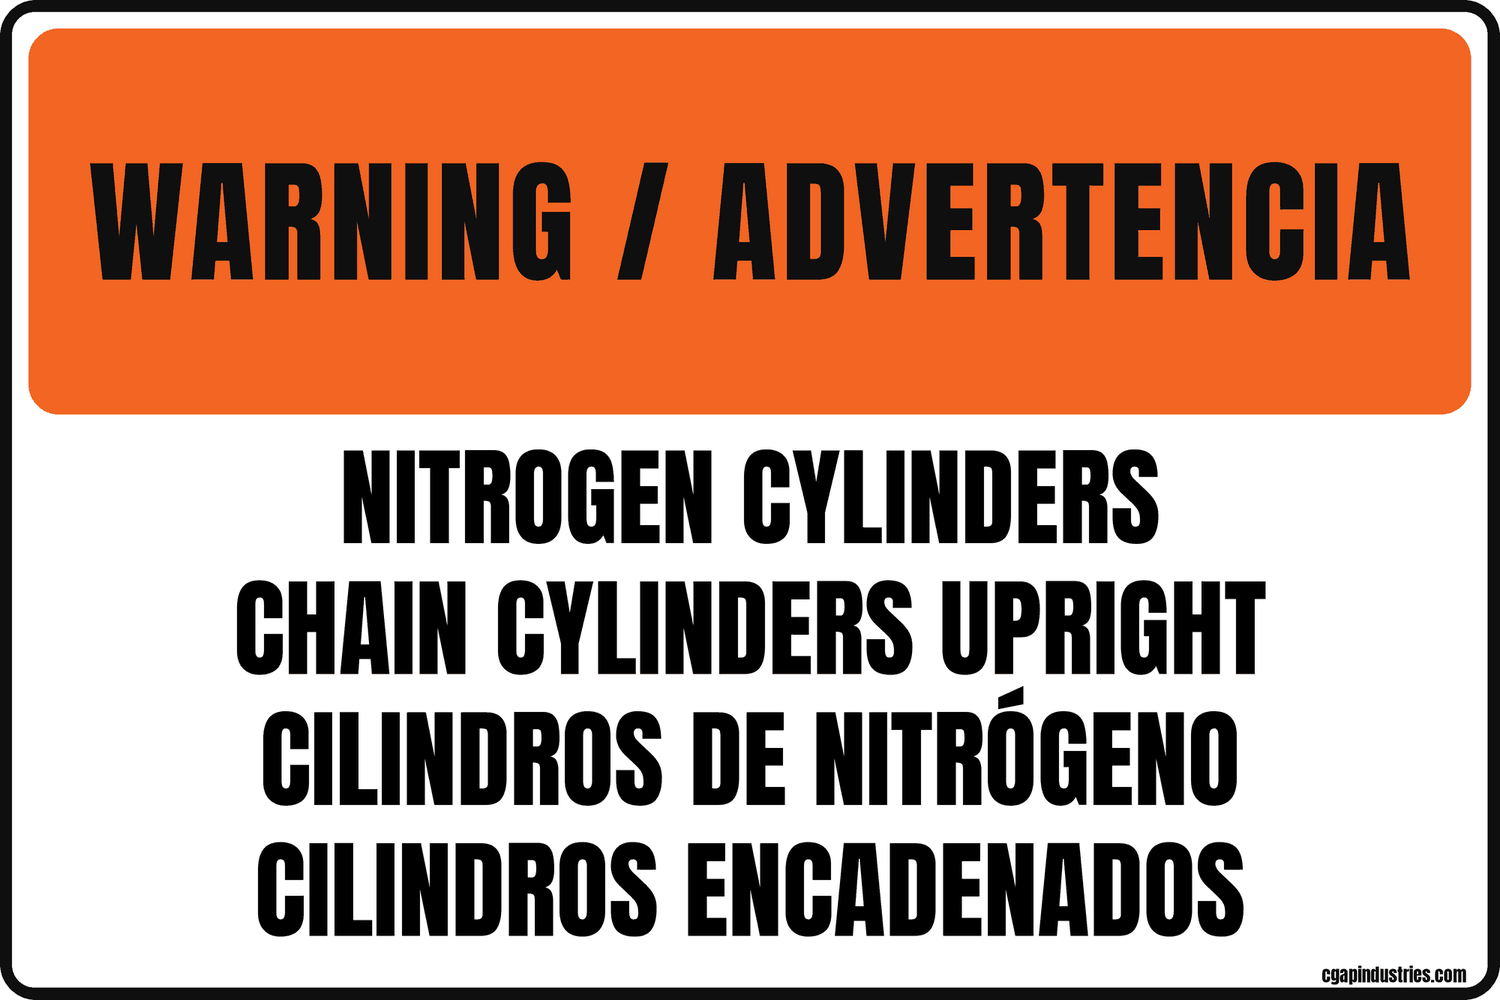 WARNING / ADVERTENCIA
NITROGEN CYLINDERS
CHAIN CYLINDERS UPRIGHT
CILINDROS DE NITRÓGENO
CILINDROS ENCADENADOS
cgapindustries.com